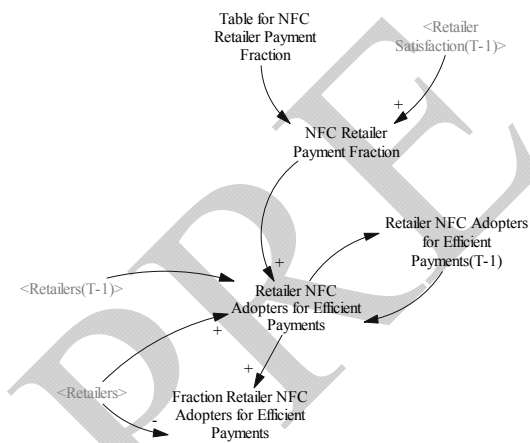 Table for NFC
Retailer Payment
Fraction
<Retailer
Satisfaction(T-1)>
+
NFC Retailer
Payment Fraction
Retailer NFC Adopters
for Efficient
Payments(T-1)
+
<Retailers(T-1)>
Retailer NFC
Adopters for Efficient
Payments
+
+
<Retailers>
Fraction Retailer NFC
Adopters for Efficient
Payments
-
PRE